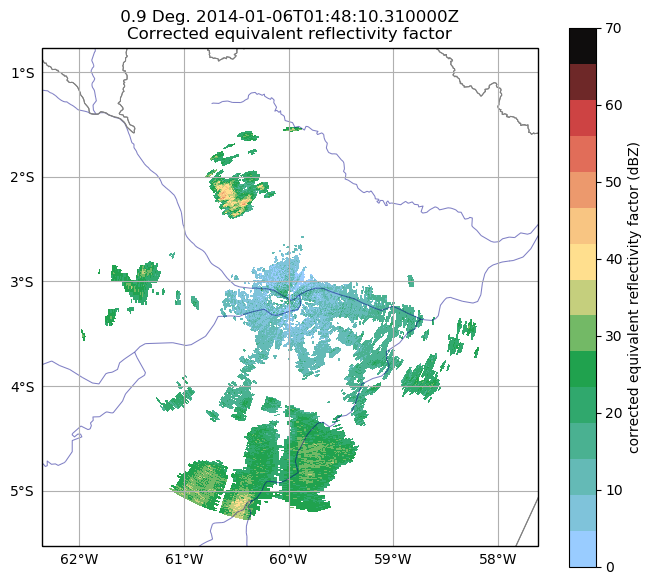 0.9 Deg. 2014-01-06T01:48:10.310000Z
Corrected equivalent reflectivity factor
1°S
2°S
3°S
4°S
5°S
62°W
61°W
60°W
59°W
58°W
70
60
50
40
30
20
10
0
corrected equivalent reflectivity factor (dBZ)